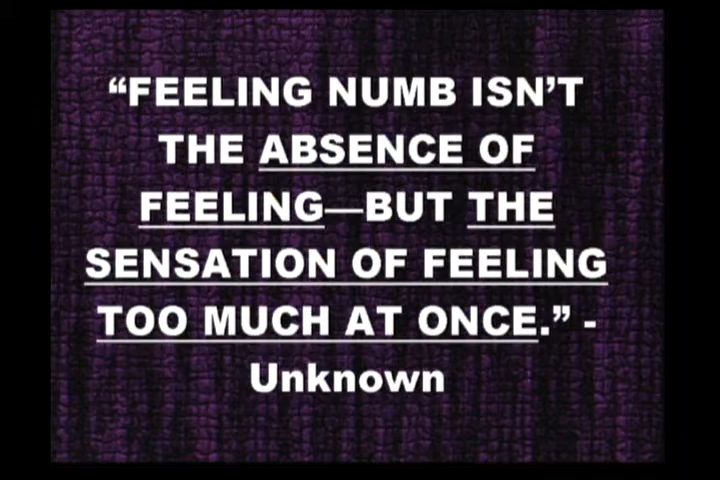 “FEELING NUMB ISN’T
THE ABSENCE OF
FEELING—BUT THE
SENSATION OF FEELING
TOO MUCH AT ONCE.” -
Unknown